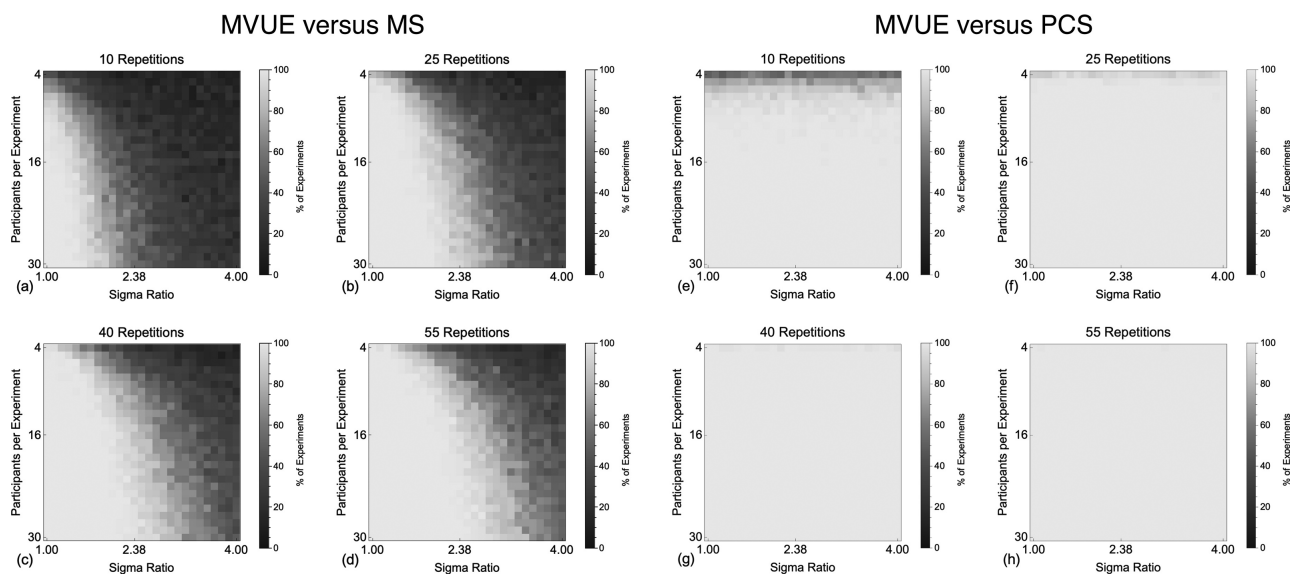 MVUE versus MS
MVUE versus PCS
10 Repetitions
4
16
30
1.00
2.38
4.00
Participants per Experiment
Sigma Ratio
100
80
60
40
20
0
% of Experiments
(a)
25 Repetitions
4
16
30
1.00
2.38
4.00
Participants per Experiment
Sigma Ratio
100
80
60
40
20
0
% of Experiments
(b)
10 Repetitions
4
16
30
1.00
2.38
4.00
Participants per Experiment
Sigma Ratio
100
80
60
40
20
0
% of Experiments
(e)
25 Repetitions
4
16
30
1.00
2.38
4.00
Participants per Experiment
Sigma Ratio
100
80
60
40
20
0
% of Experiments
(f)
40 Repetitions
4
16
30
1.00
2.38
4.00
Participants per Experiment
Sigma Ratio
100
80
60
40
20
0
% of Experiments
(c)
55 Repetitions
4
16
30
1.00
2.38
4.00
Participants per Experiment
Sigma Ratio
100
80
60
40
20
0
% of Experiments
(d)
40 Repetitions
4
16
30
1.00
2.38
4.00
Participants per Experiment
Sigma Ratio
100
80
60
40
20
0
% of Experiments
(g)
55 Repetitions
4
16
30
1.00
2.38
4.00
Participants per Experiment
Sigma Ratio
100
80
60
40
20
0
% of Experiments
(h)